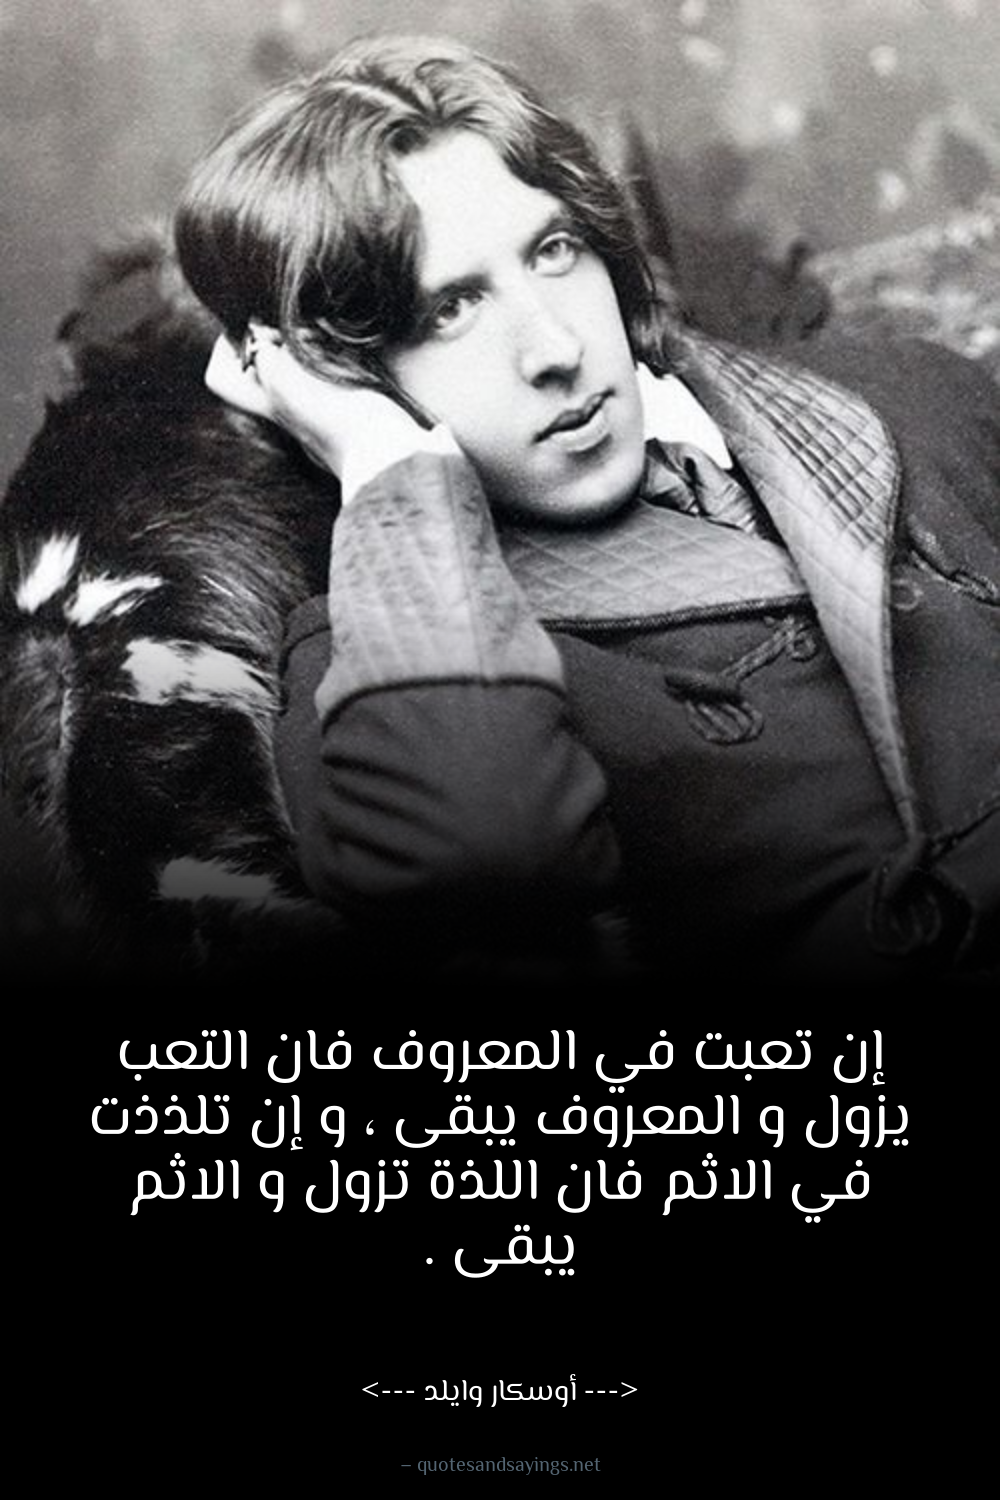 إن تعبت في المعروف فان التعب
يزول و المعروف يبقى ، و إن تلذذت
في الاثم فان اللذة تزول و الاثم
يبقى .
<--- أوسكار وايلد --->
– quotesandsayings.net